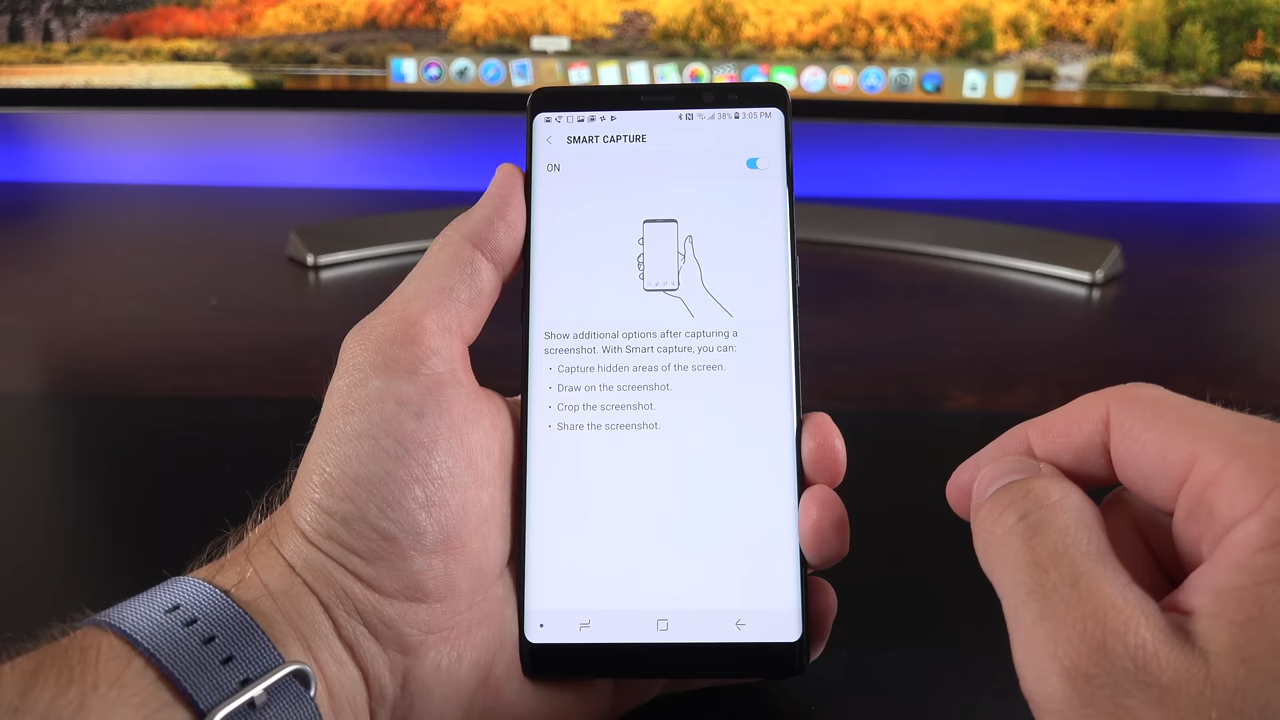 38% 3:05 PM
SMART CAPTURE
ON
Show additional options after capturing a
screenshot. With Smart capture, you can:
• Capture hidden areas of the screen.
• Draw on the screenshot.
• Crop the screenshot.
• Share the screenshot.